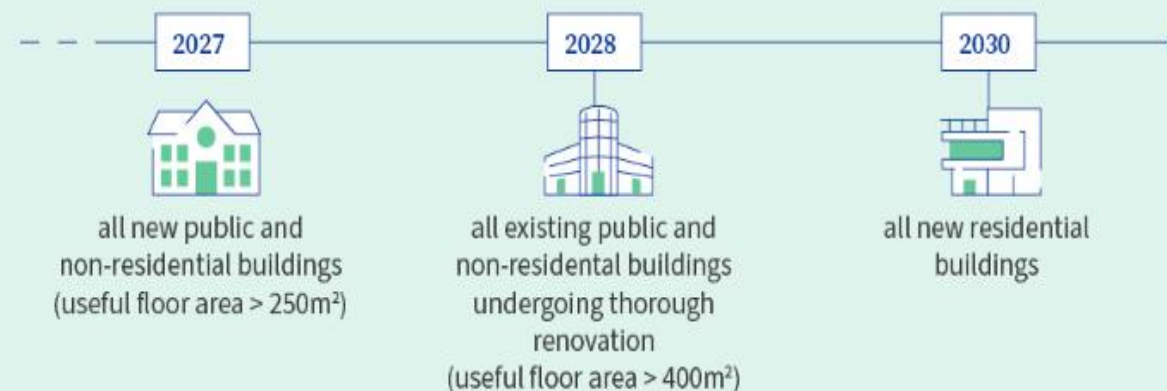 2027
all new public and
non-residential buildings
(useful floor area > 250m²)
2028
all existing public and
non-residental buildings
undergoing thorough
renovation
(useful floor area > 400m²)
2030
all new residential
buildings